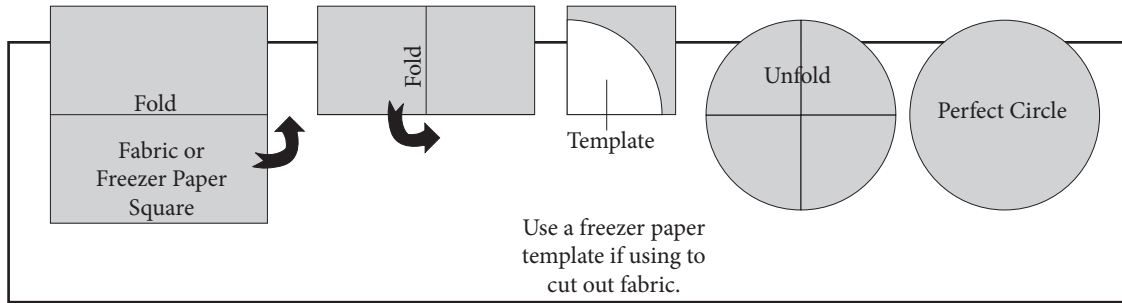 Fold
Fabric or
Freezer Paper
Square
Fold
Template
Unfold
Perfect Circle
Use a freezer paper
template if using to
cut out fabric.